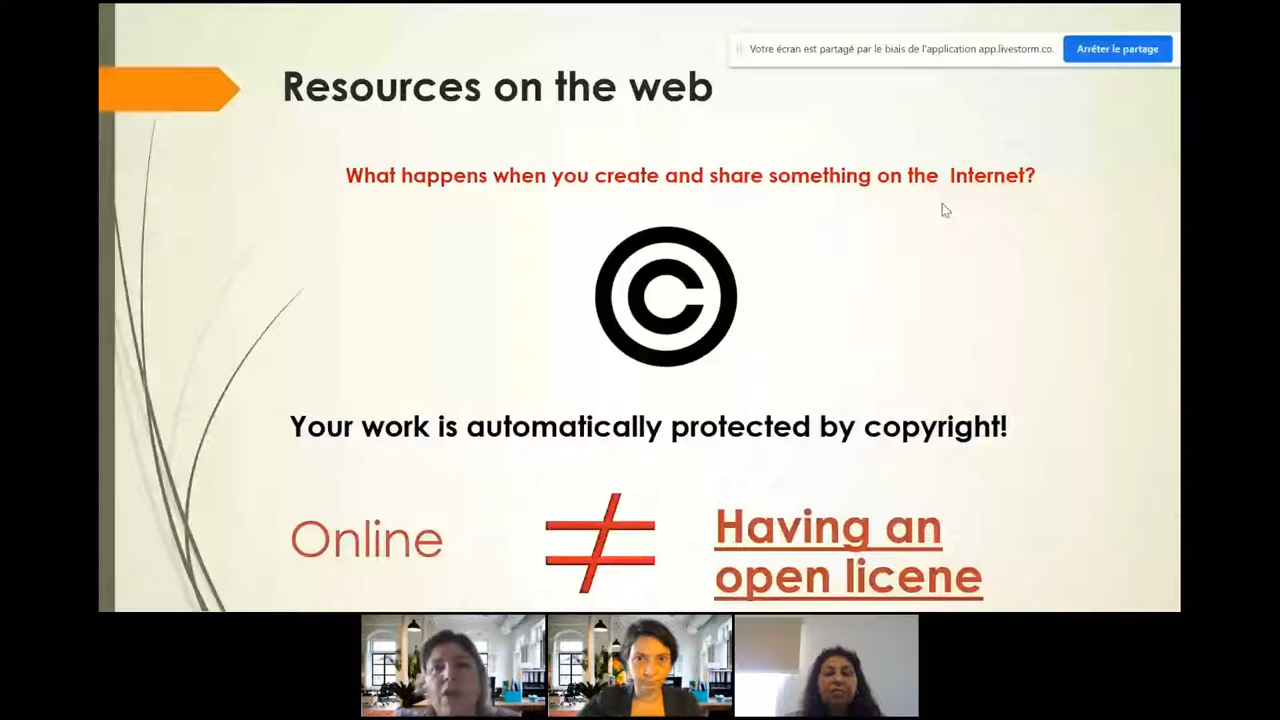 Votre écran est partagé par le biais de l'application app.livestorm.co.
Arrêter le partage
Resources on the web
What happens when you create and share something on the Internet?
©
Your work is automatically protected by copyright!
Online ≠ Having an
open licene